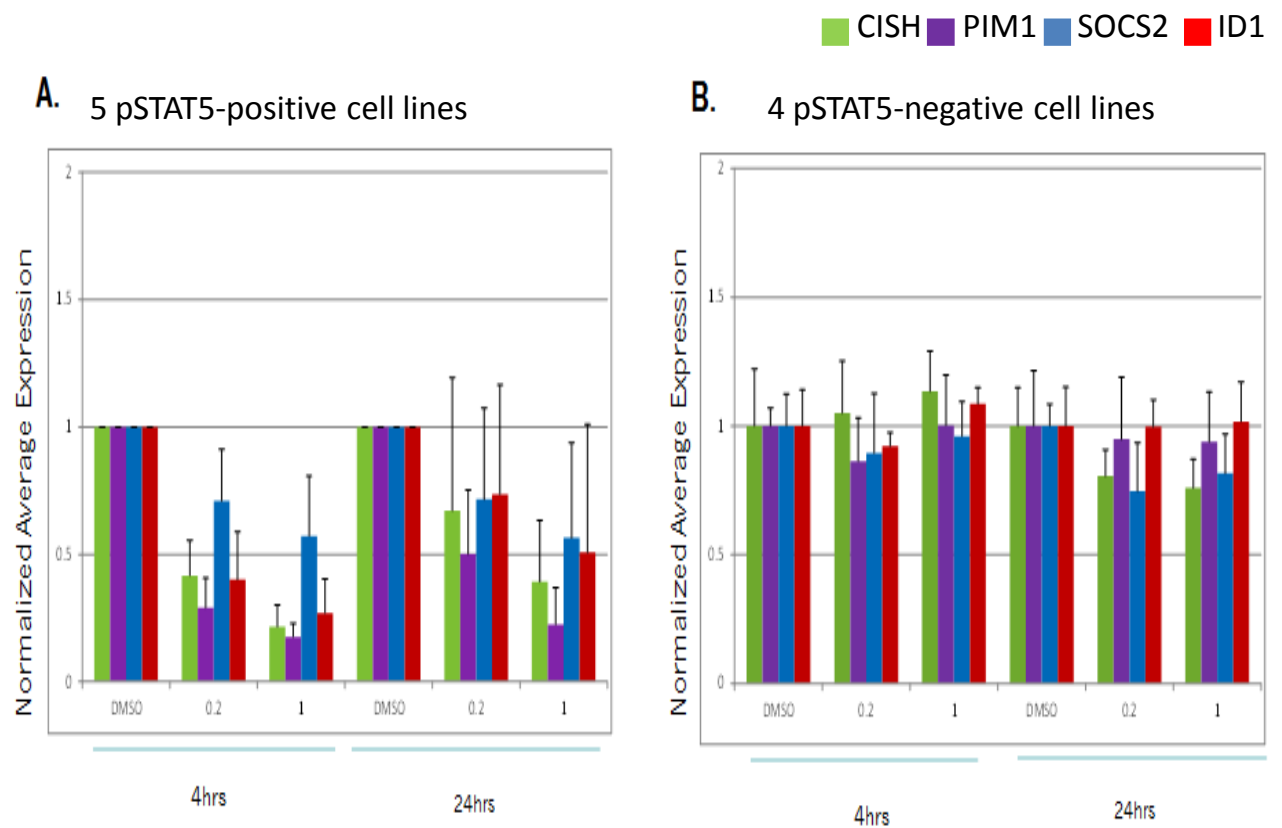 CISH PIM1 SOCS2 ID1
A. 5 pSTAT5-positive cell lines
Normalized Average Expression
2
1.5
1
0.5
0
DMSO 0.2 1 DMSO 0.2 1
4hrs 24hrs
B. 4 pSTAT5-negative cell lines
Normalized Average Expression
2
1.5
1
0.5
0
DMSO 0.2 1 DMSO 0.2 1
4hrs 24hrs